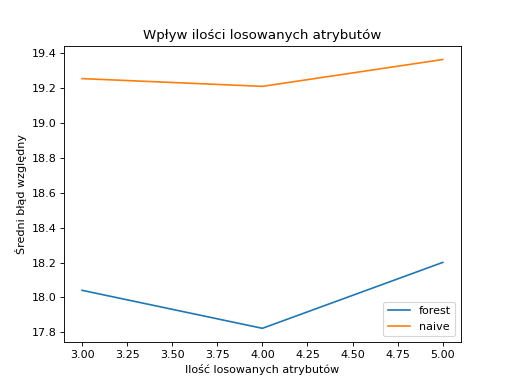 Wpływ ilości losowanych atrybutów
19.4
19.2
19.0
18.8
18.6
18.4
18.2
18.0
17.8
Średni błąd względny
3.00 3.25 3.50 3.75 4.00 4.25 4.50 4.75 5.00
Ilość losowanych atrybutów
forest
naive